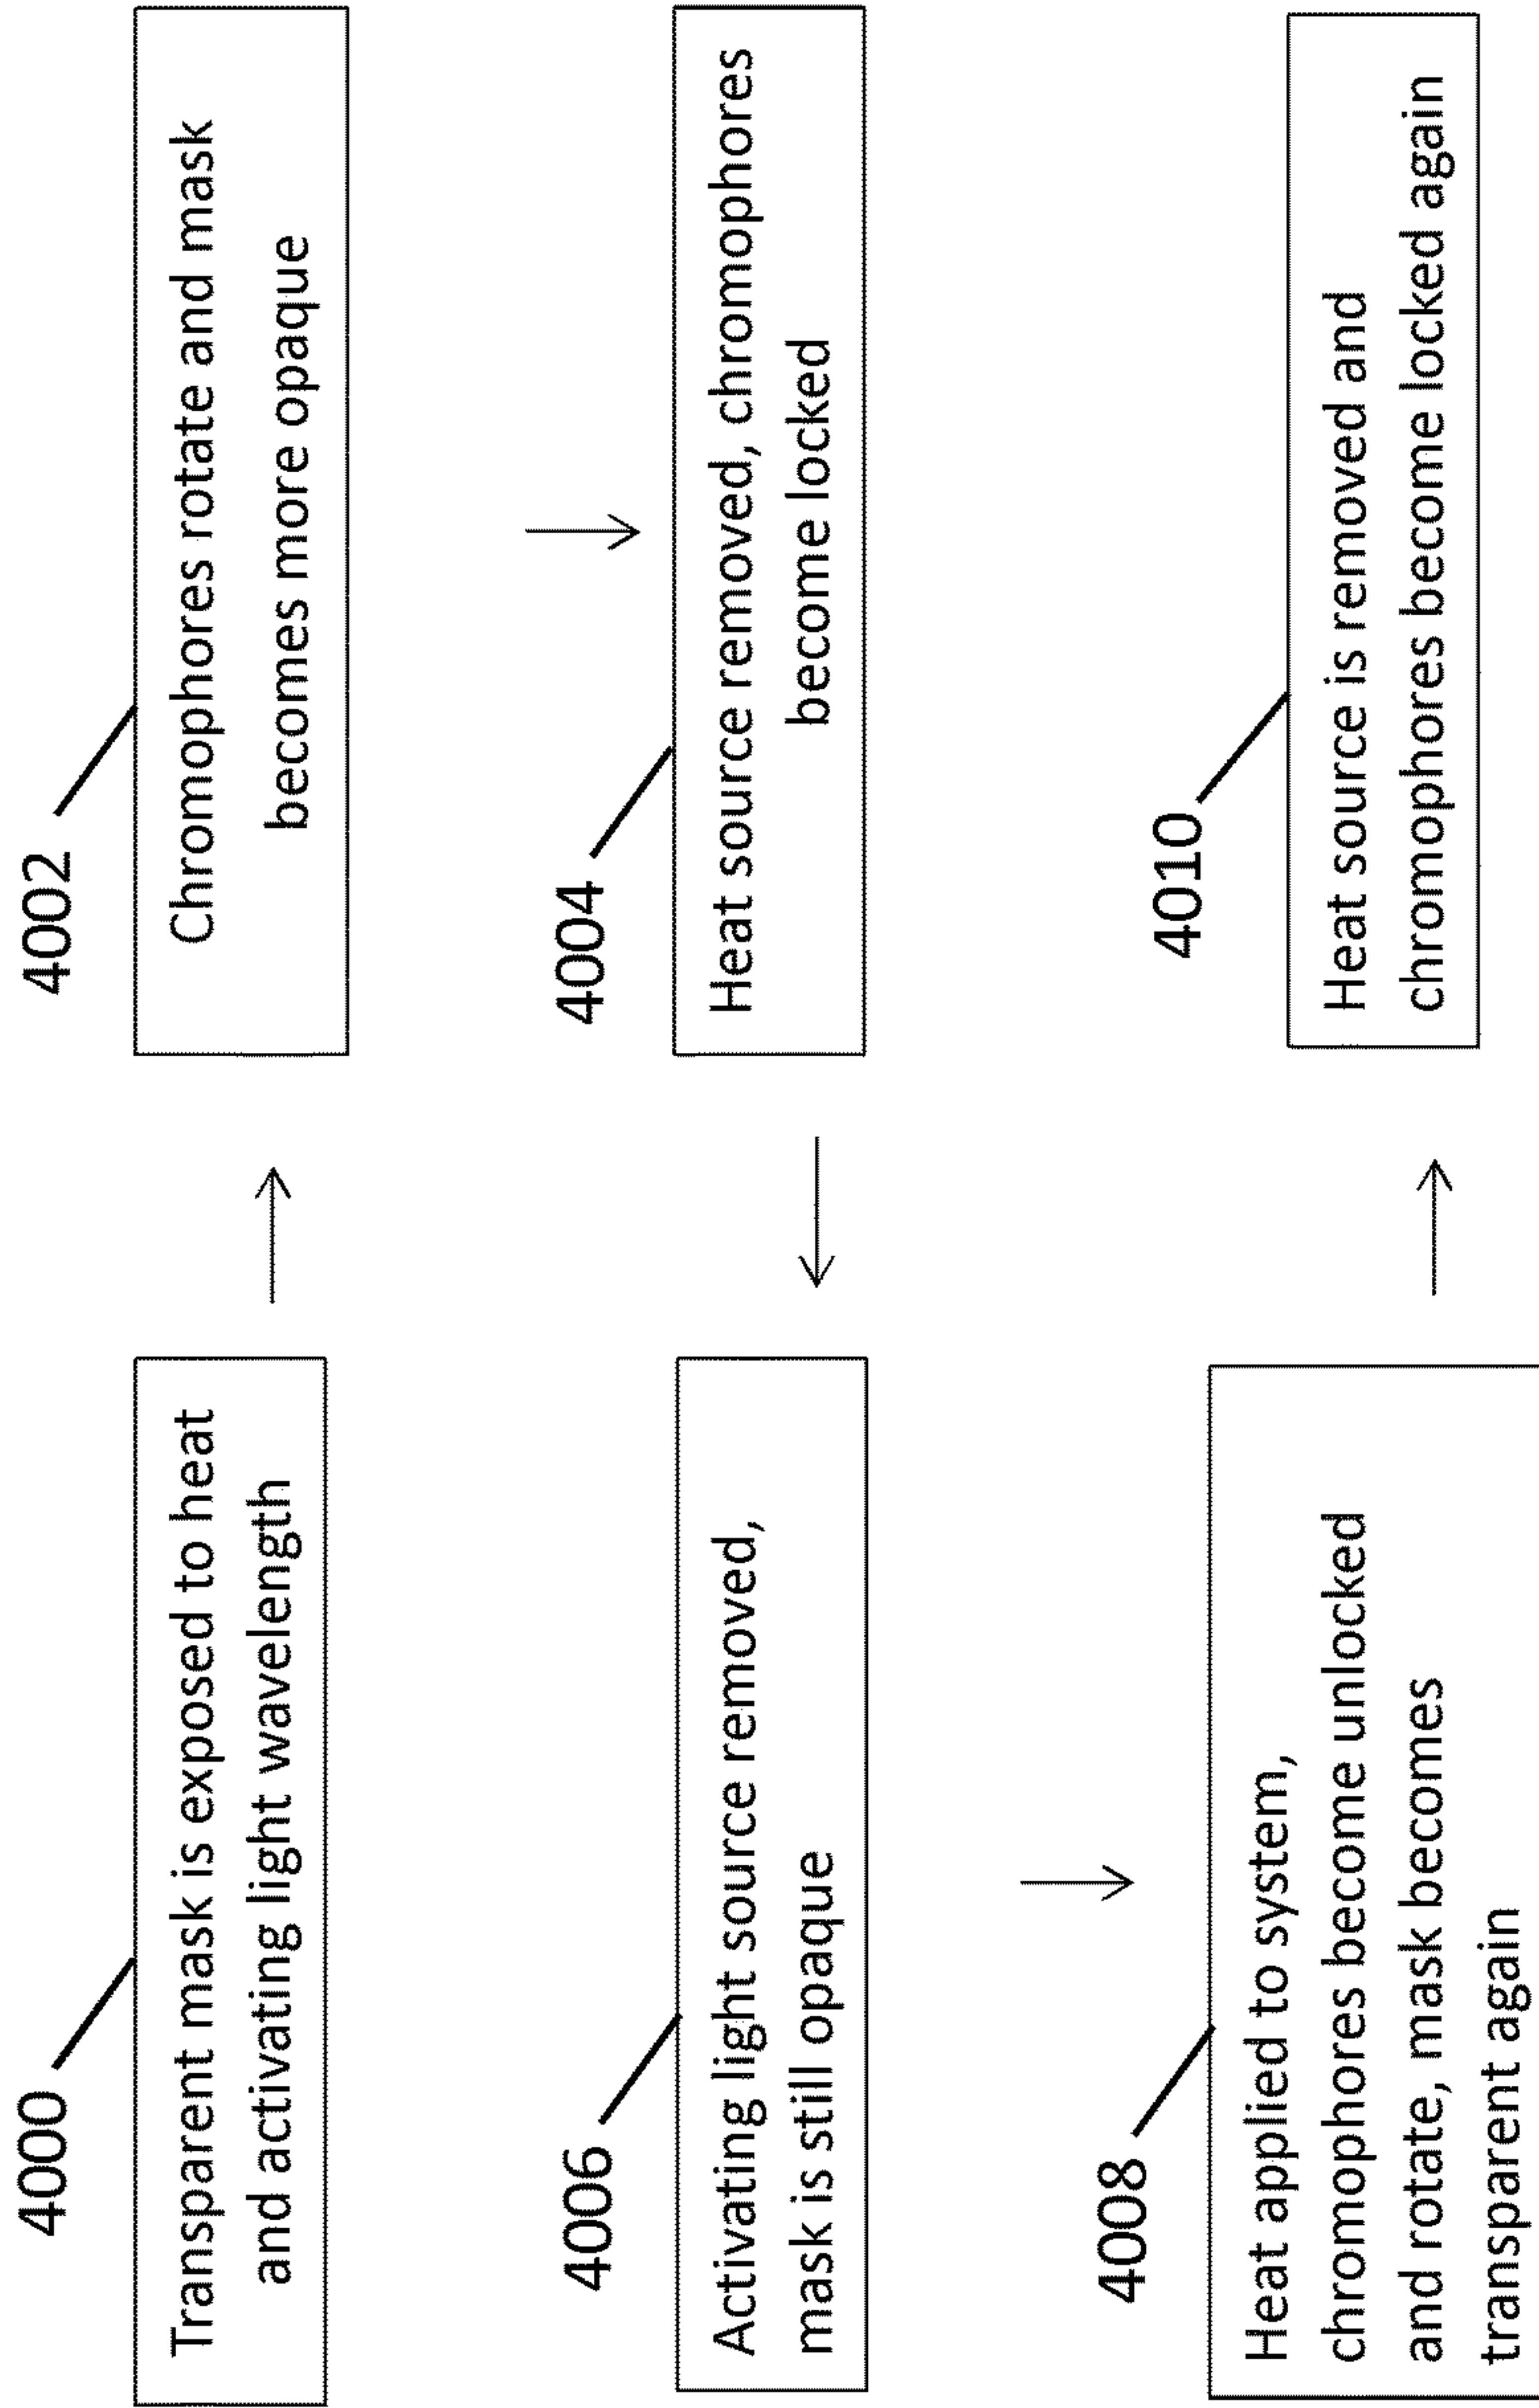 4000
Transparent mask is exposed to heat
and activating light wavelength
4002
Chromophores rotate and mask
becomes more opaque
4004
Heat source removed, chromophores
become locked
4006
Activating light source removed,
mask is still opaque
4008
Heat applied to system,
chromophores become unlocked
and rotate, mask becomes
transparent again
4010
Heat source is removed and
chromophores become locked again